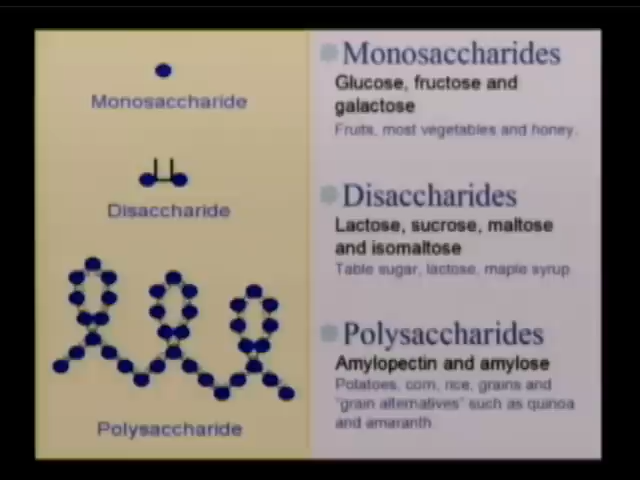 Monosaccharide
Disaccharide
Polysaccharide
Monosaccharides
Glucose, fructose and
galactose
Fruits, most vegetables and honey.
Disaccharides
Lactose, sucrose, maltose
and isomaltose
Table sugar, lactose, maple syrup
Polysaccharides
Amylopectin and amylose
Potatoes, corn, rice, grains and
"grain alternatives" such as quinoa
and amaranth.